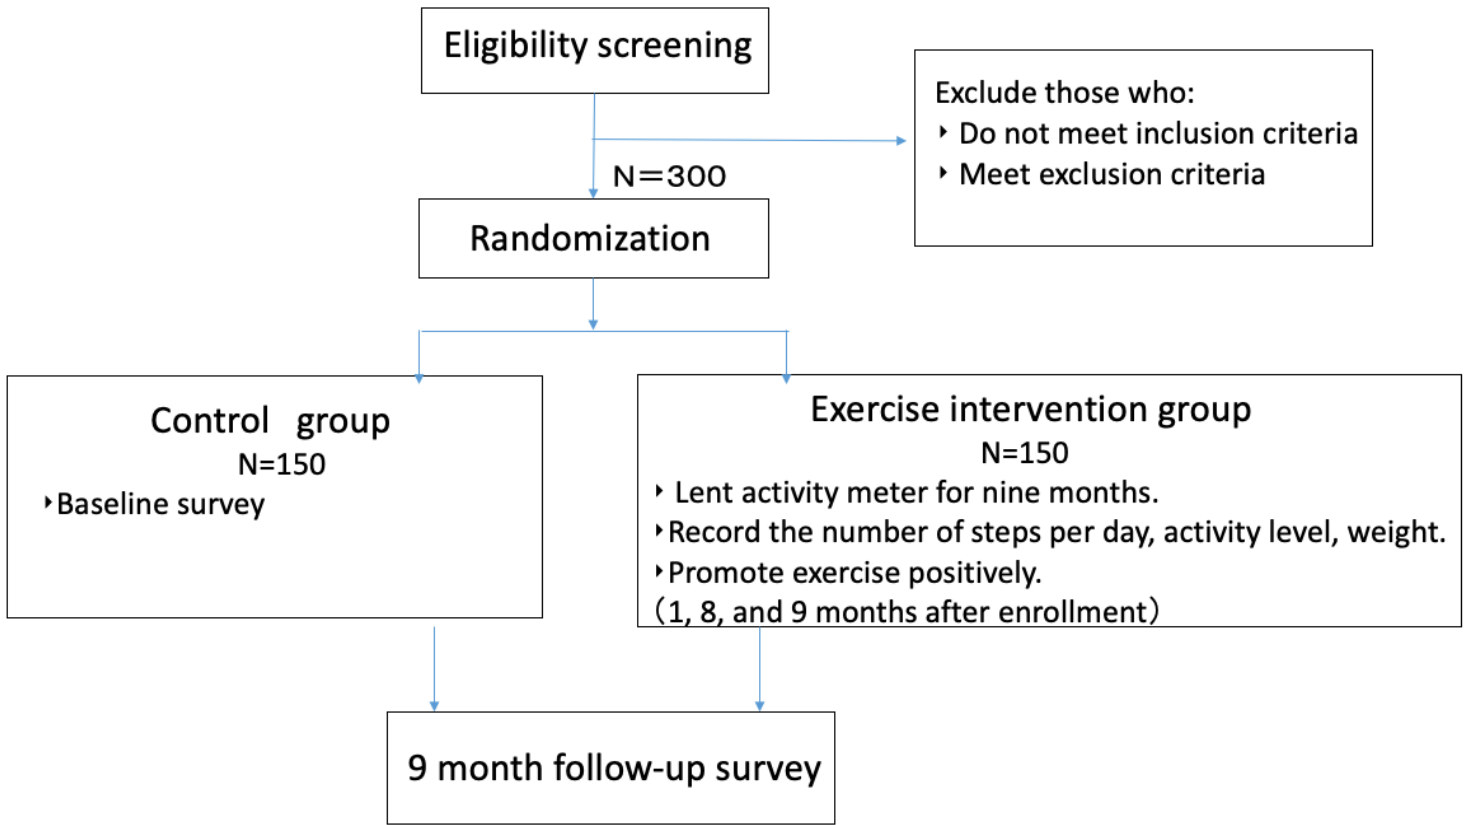 Eligibility screening
Exclude those who:
‣ Do not meet inclusion criteria
‣ Meet exclusion criteria
N＝300
Randomization
Control group
N=150
‣Baseline survey
Exercise intervention group
N=150
‣ Lent activity meter for nine months.
‣Record the number of steps per day, activity level, weight.
‣Promote exercise positively.
（1, 8, and 9 months after enrollment）
9 month follow-up survey